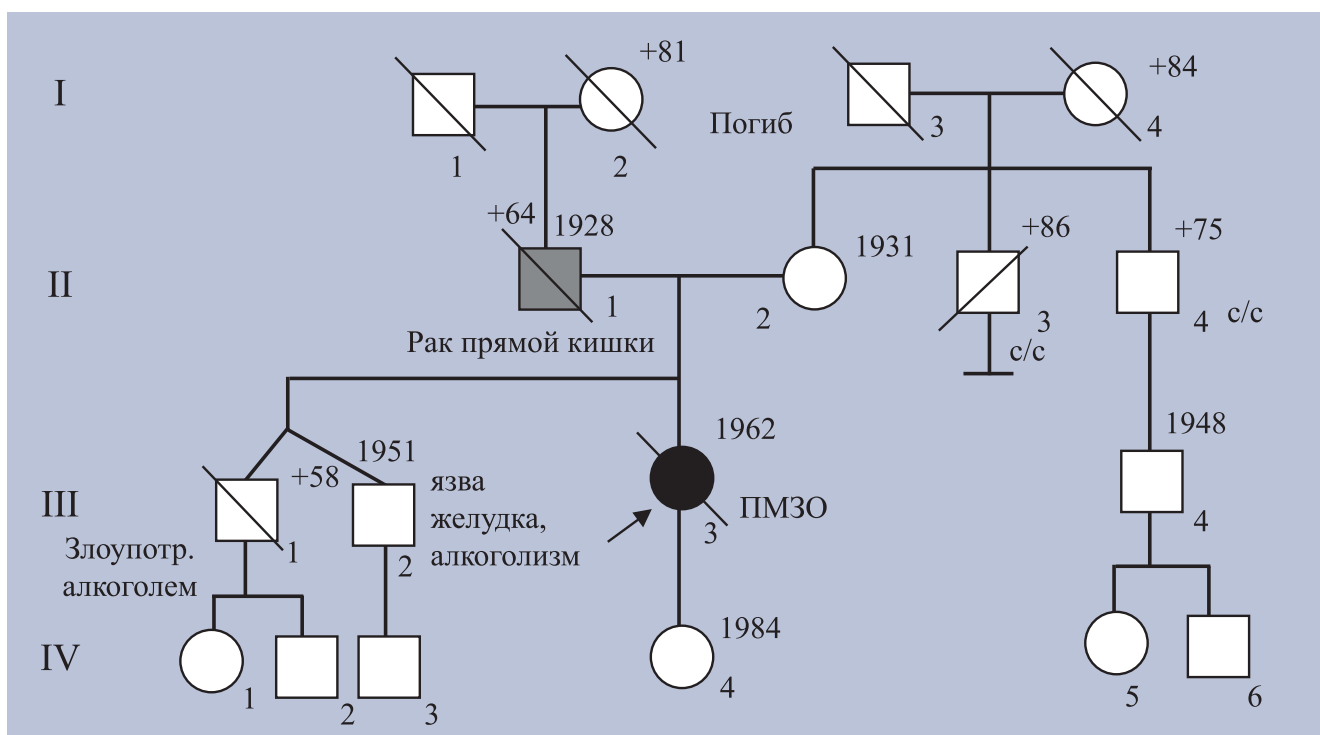 I
+81
+84
Погиб
1
2
3
4
+64
1928
1931
+86
+75
II
1
2
3
4
с/с
с/с
Рак прямой кишки
1962
1948
1951
+58
язва
желудка,
алкоголизм
III
ПМЗО
Злоупотр.
алкоголем
1
2
3
4
1984
IV
1
2
3
4
5
6